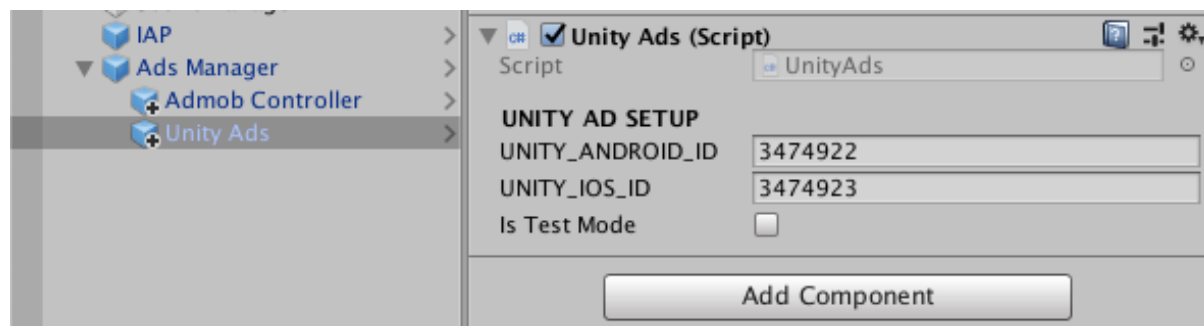 IAP
Ads Manager
Admob Controller
Unity Ads
c# Unity Ads (Script)
Script UnityAds
UNITY AD SETUP
UNITY_ANDROID_ID 3474922
UNITY_IOS_ID 3474923
Is Test Mode
Add Component